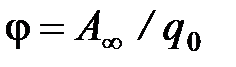 φ = A∞ / q₀